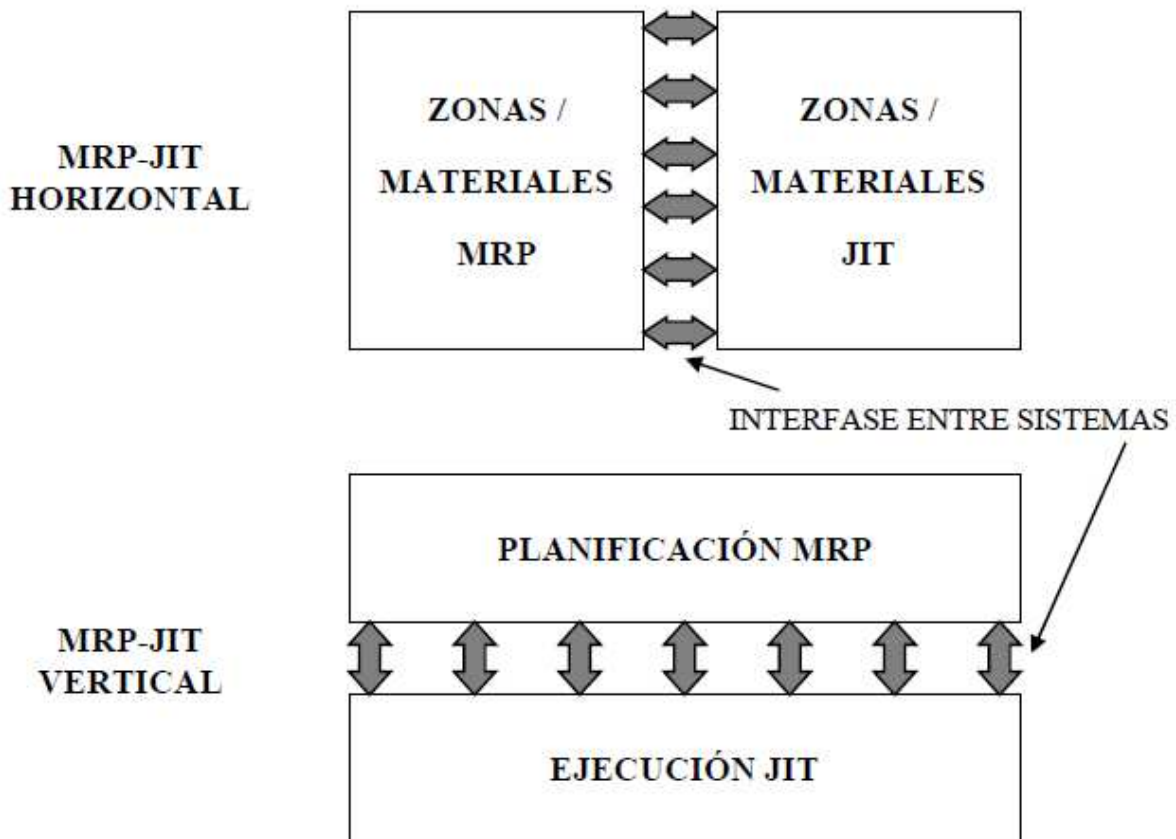 MRP-JIT
HORIZONTAL
ZONAS /
MATERIALES
MRP
ZONAS /
MATERIALES
JIT
INTERFASE ENTRE SISTEMAS
MRP-JIT
VERTICAL
PLANIFICACIÓN MRP
EJECUCIÓN JIT